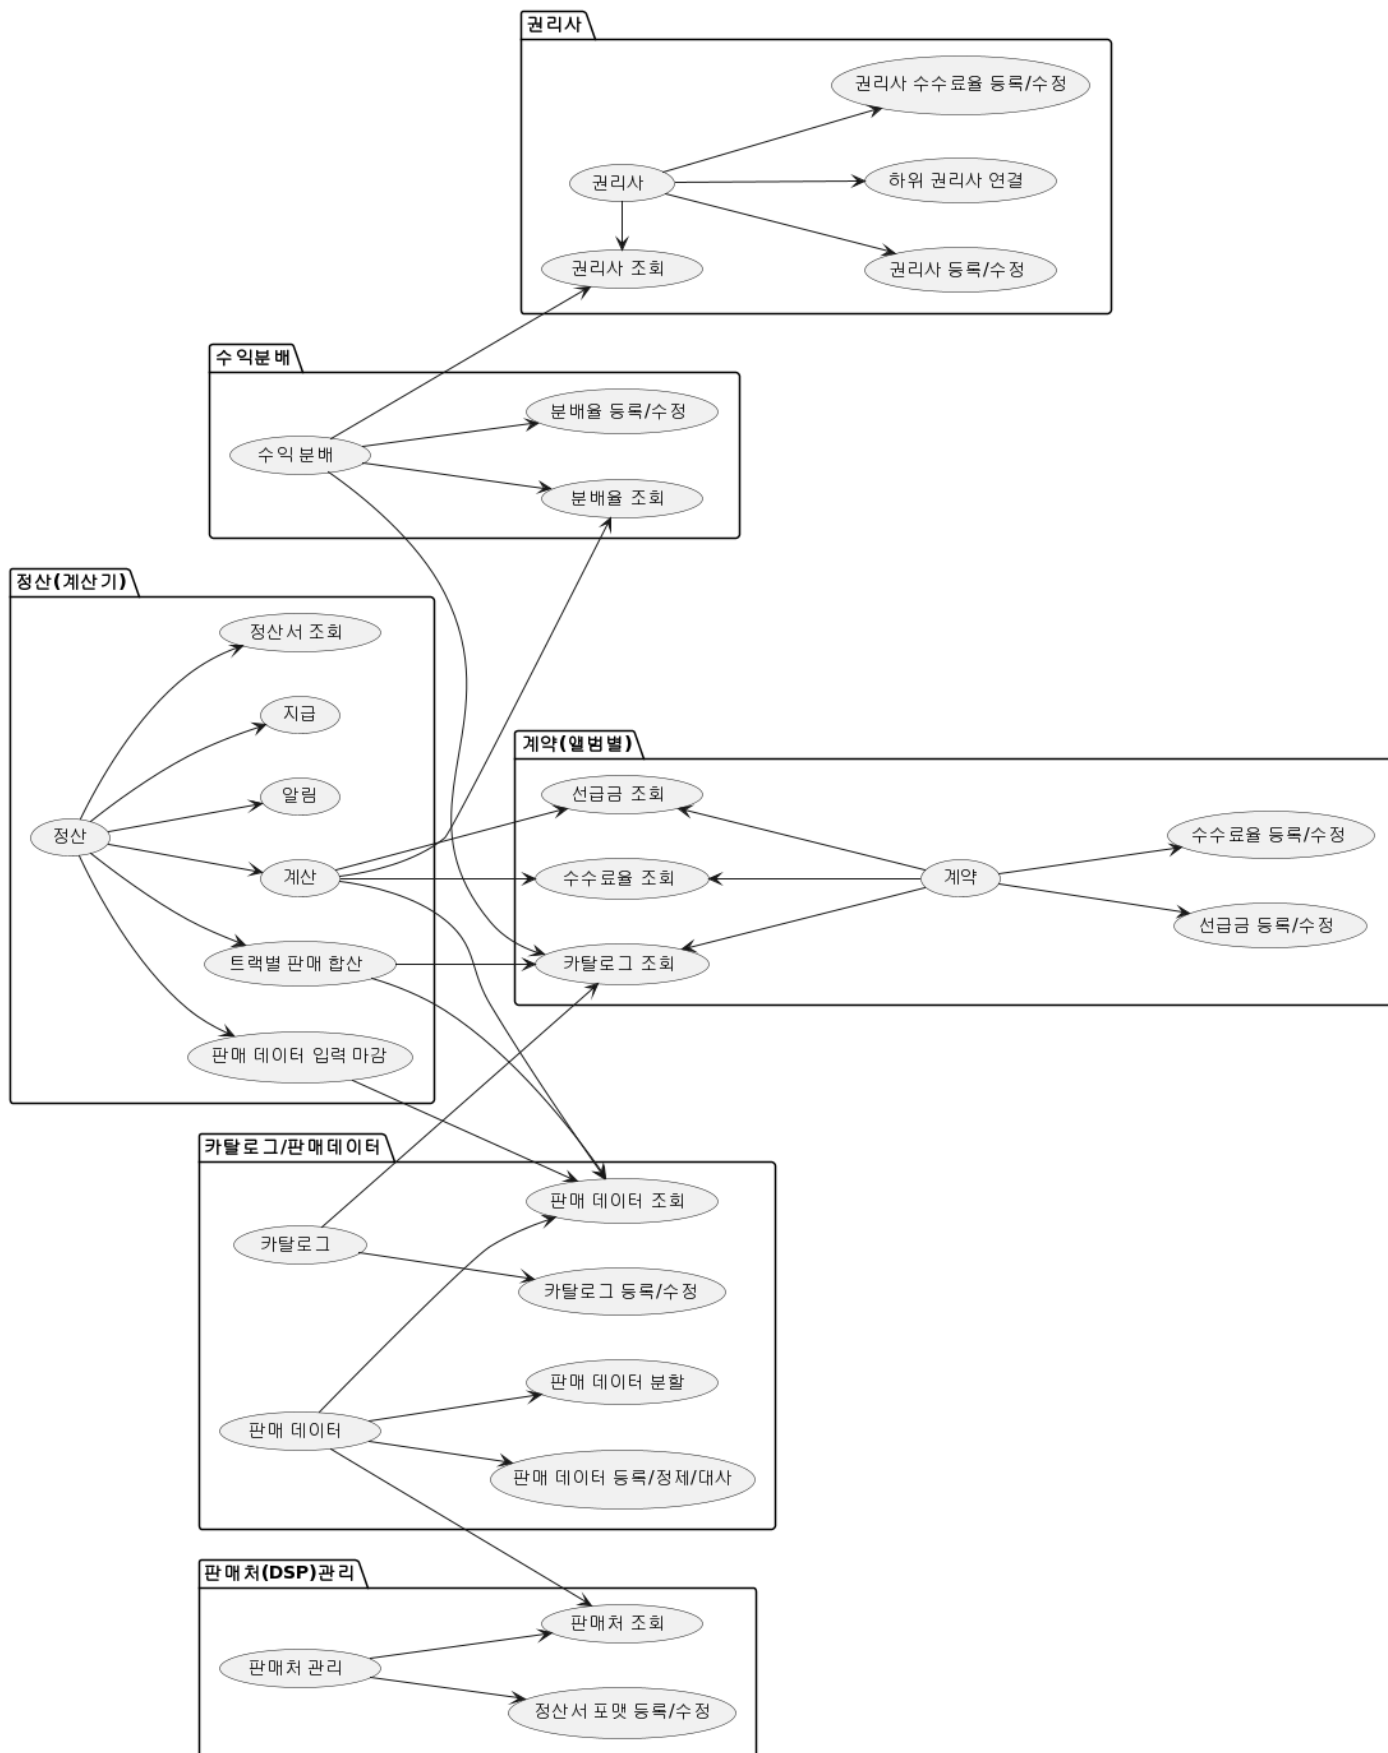 권리사
권리사 수수료율 등록/수정
권리사
하위 권리사 연결
권리사 조회
권리사 등록/수정
수익분배
분배율 등록/수정
수익 분배
분배율 조회
정산(계산기)
정산서 조회
지급
알림
정산
계산
트랙별 판매 합산
판매 데이터 입력 마감
계약(앨범별)
선급금 조회
수수료율 등록/수정
수수료율 조회
계약
선급금 등록/수정
카탈로그 조회
카탈로그/판매데이터
판매 데이터 조회
카탈로그
카탈로그 등록/수정
판매 데이터 분할
판매 데이터
판매 데이터 등록/정제/대사
판매처(DSP)관리
판매처 조회
판매처 관리
정산서 포맷 등록/수정